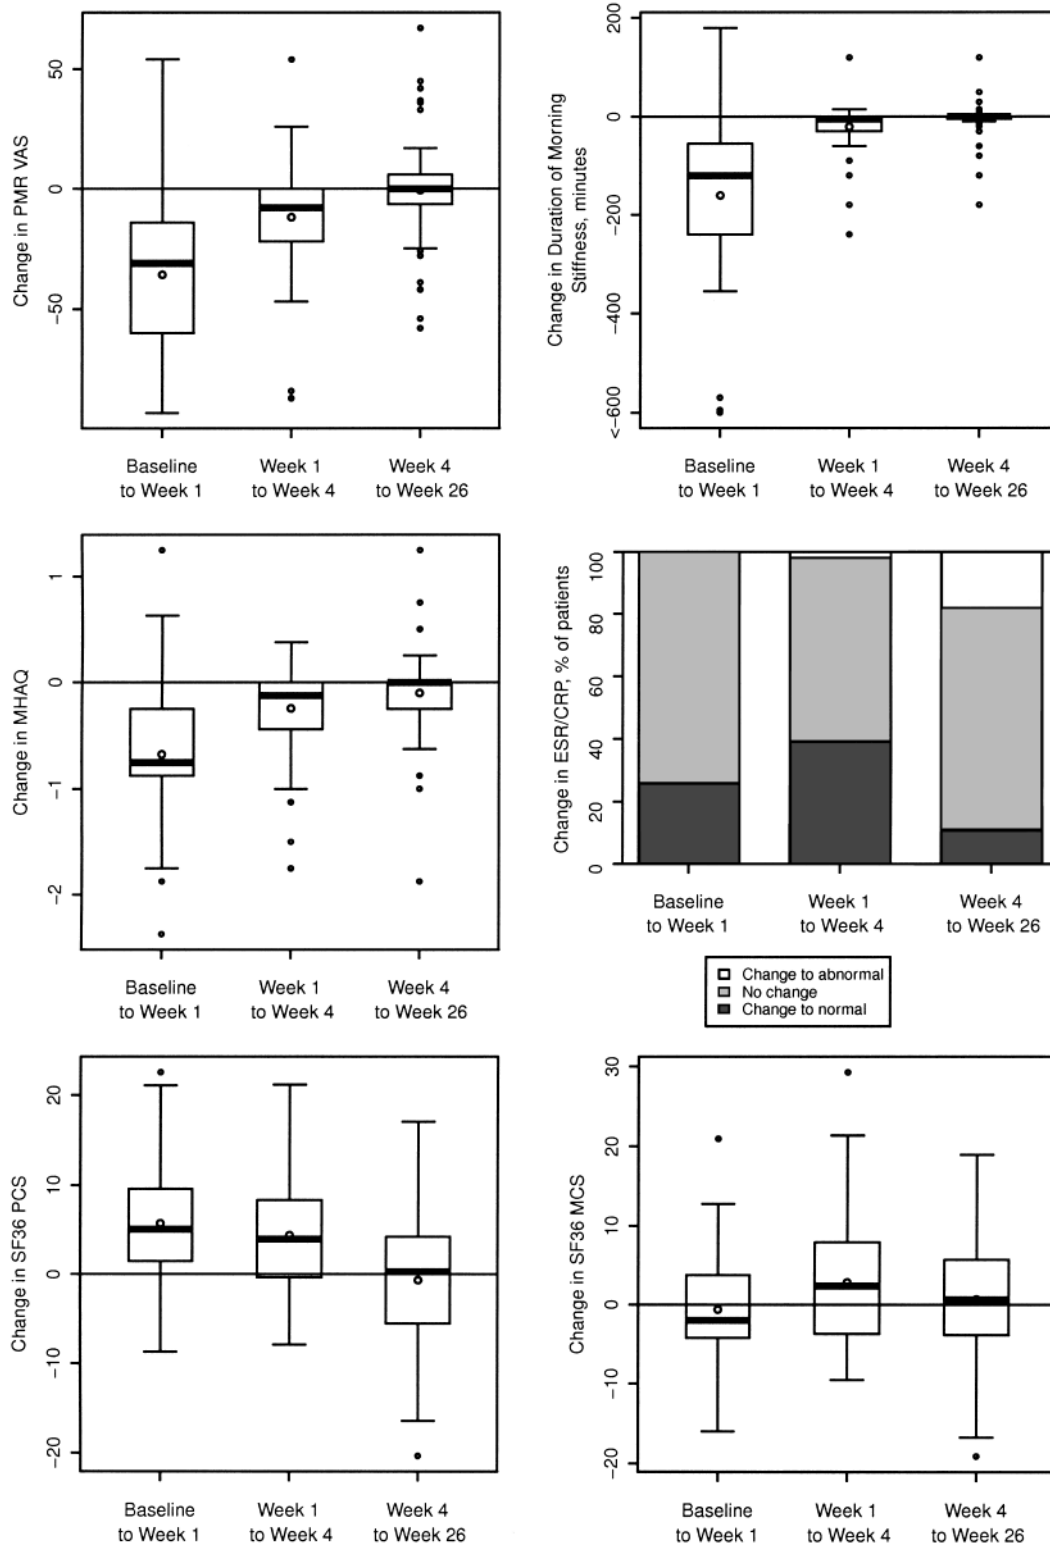 Change in PMR VAS
50
0
−50
Baseline
to Week 1
Week 1
to Week 4
Week 4
to Week 26
Change in Duration of Morning
Stiffness, minutes
200
0
−200
−400
<−600
Baseline
to Week 1
Week 1
to Week 4
Week 4
to Week 26
Change in MHAQ
1
0
−1
−2
Baseline
to Week 1
Week 1
to Week 4
Week 4
to Week 26
Change in ESR/CRP, % of patients
100
80
60
40
20
0
Baseline
to Week 1
Week 1
to Week 4
Week 4
to Week 26
Change to abnormal
No change
Change to normal
Change in SF36 PCS
20
10
0
−10
−20
Baseline
to Week 1
Week 1
to Week 4
Week 4
to Week 26
Change in SF36 MCS
30
20
10
0
−10
−20
Baseline
to Week 1
Week 1
to Week 4
Week 4
to Week 26